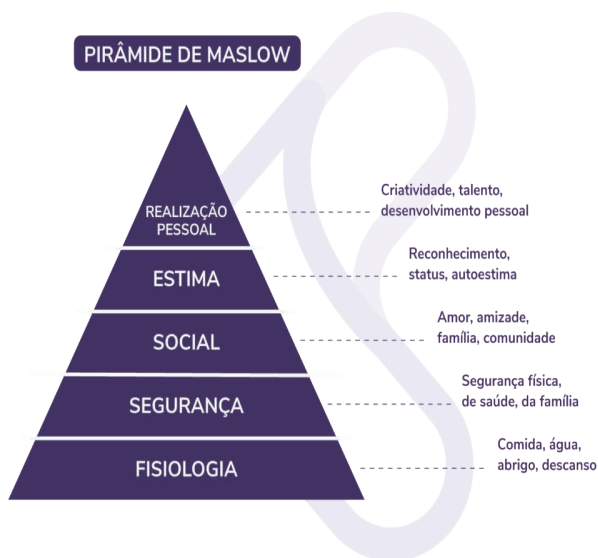 PIRÂMIDE DE MASLOW
REALIZAÇÃO
PESSOAL
Criatividade, talento,
desenvolvimento pessoal
ESTIMA
Reconhecimento,
status, autoestima
SOCIAL
Amor, amizade,
família, comunidade
SEGURANÇA
Segurança física,
de saúde, da família
FISIOLOGIA
Comida, água,
abrigo, descanso